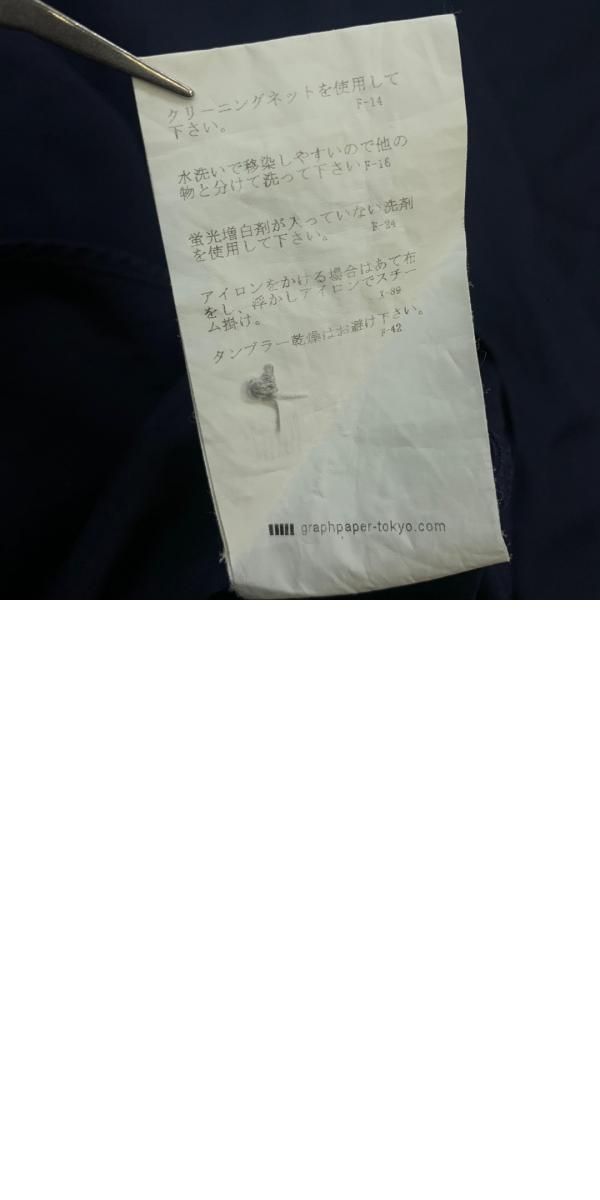 クリーニングネットを使用して
下さい。 F-14
水洗いで移染しやすいので他の
物と分けて洗って下さいF-16
蛍光増白剤が入っていない洗剤
を使用して下さい。 F-24
アイロンをかける場合はあて布
をし、浮かしアイロンでスチー
ム掛け。 X-89
タンブラー乾燥はお避け下さい。
F-42
graphpaper-tokyo.com